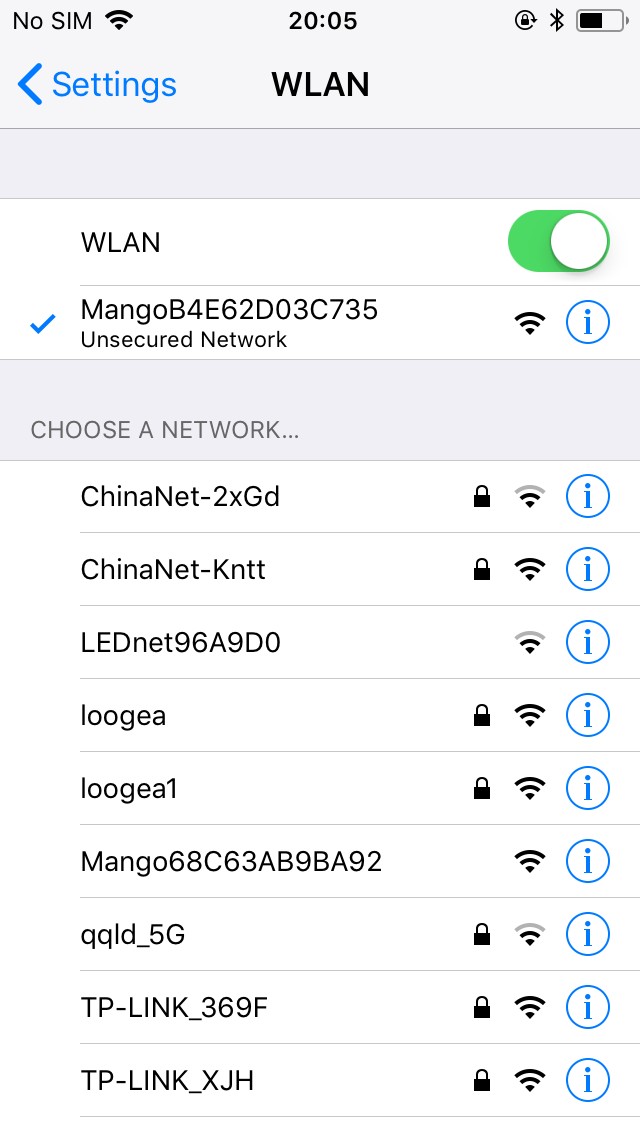 No SIM 20:05
Settings WLAN
WLAN
MangoB4E62D03C735
Unsecured Network
CHOOSE A NETWORK...
ChinaNet-2xGd
ChinaNet-Kntt
LEDnet96A9D0
loogea
loogea1
Mango68C63AB9BA92
qqld_5G
TP-LINK_369F
TP-LINK_XJH